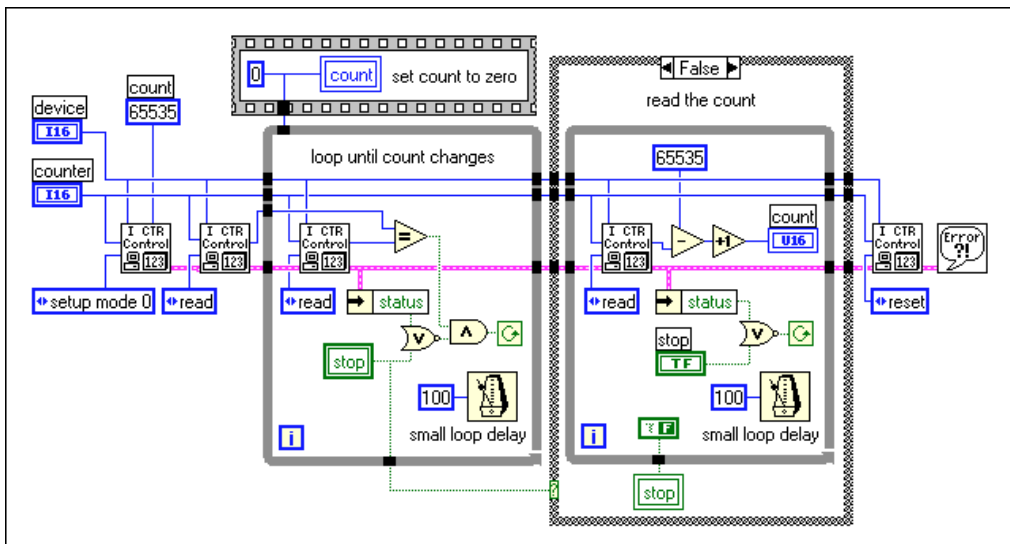 0
count
set count to zero
False
read the count
count
65535
device
I16
counter
I16
loop until count changes
65535
count
U16
I CTR
Control
123
I CTR
Control
123
I CTR
Control
123
=
I CTR
Control
123
-
+1
I CTR
Control
123
Error
?!
setup mode 0
read
read
status
read
status
reset
V
Λ
stop
V
stop
TF
100
small loop delay
i
100
small loop delay
i
F
stop
?